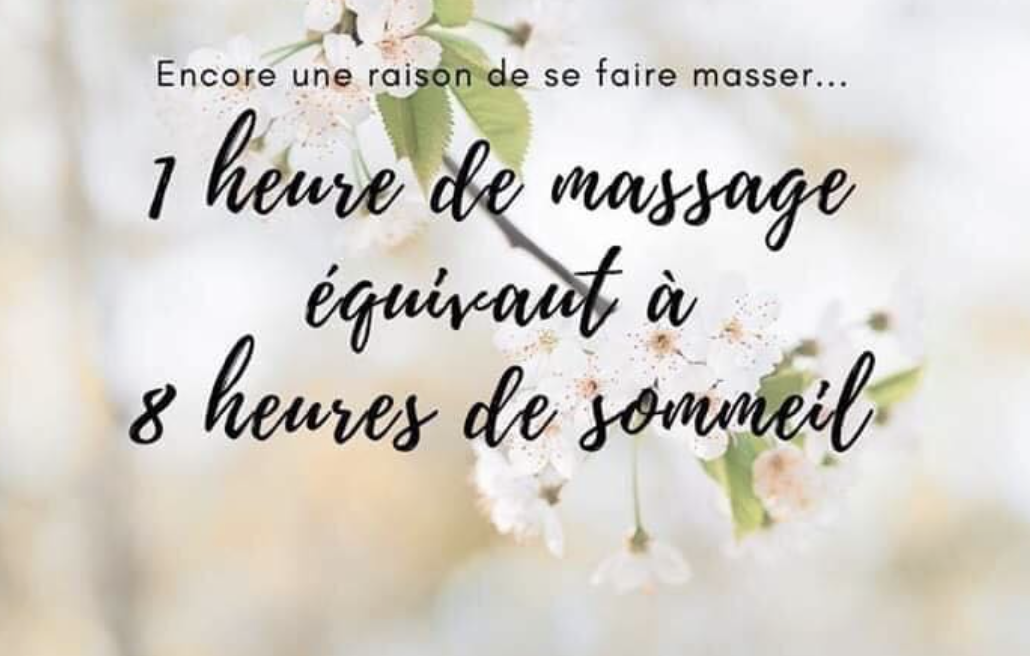 Encore une raison de se faire masser...
1 heure de massage
équivaut à
8 heures de sommeil